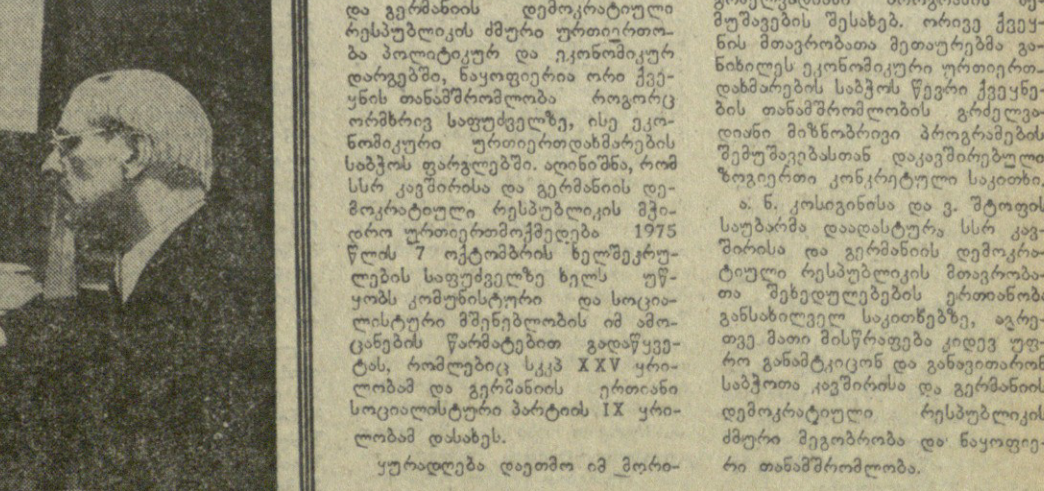 და გერმანიის დემოკრატიული
რესპუბლიკის ძმური ურთიერთო-
ბა პოლიტიკურ და ეკონომიკურ
დარგებში, ნაყოფიერია ორი ქვე-
ყნის თანამშრომლობა როგორც
ორმხრივ საფუძველზე, ისე ეკო-
ნომიკური ურთიერთდახმარების
საბჭოს ფარგლებში. აღინიშნა, რომ
სსრ კავშირისა და გერმანიის დე-
მოკრატიული რესპუბლიკის მჭი-
დრო ურთიერთმოქმედება 1975
წლის 7 ოქტომბრის ხელშეკრუ-
ლების საფუძველზე ხელს უწ-
ყობს კომუნისტური და სოცია-
ლისტური მშენებლობის იმ ამო-
ცანების წარმატებით გადაწყვე-
ტას, რომლებიც სკკპ XXV ყრი-
ლობამ და გერმანიის ერთიანი
სოციალისტური პარტიის IX ყრი-
ლობამ დასახეს.
ყურადღება დაეთმო იმ მორი-
მუშავების შესახებ. ორივე ქვეყ-
ნის მთავრობათა მეთაურებმა გა-
ნიხილეს ეკონომიკური ურთიერთ-
დახმარების საბჭოს წევრი ქვეყნე-
ბის თანამშრომლობის გრძელვა-
დიანი მიზნობრივი პროგრამების
შემუშავებასთან დაკავშირებული
ზოგიერთი კონკრეტული საკითხი.
ა. ნ. კოსიგინისა და ვ. შტოფის
საუბარმა დაადასტურა სსრ კავ-
შირისა და გერმანიის დემოკრა-
ტიული რესპუბლიკის მთავრობა-
თა შეხედულებების ერთიანობა
განსახილველ საკითხებზე, აგრე-
თვე მათი მისწრაფება კიდევ უფ-
რო განამტკიცონ და განავითარონ
საბჭოთა კავშირისა და გერმანიის
დემოკრატიული რესპუბლიკის
ძმური მეგობრობა და ნაყოფიე-
რი თანამშრომლობა.